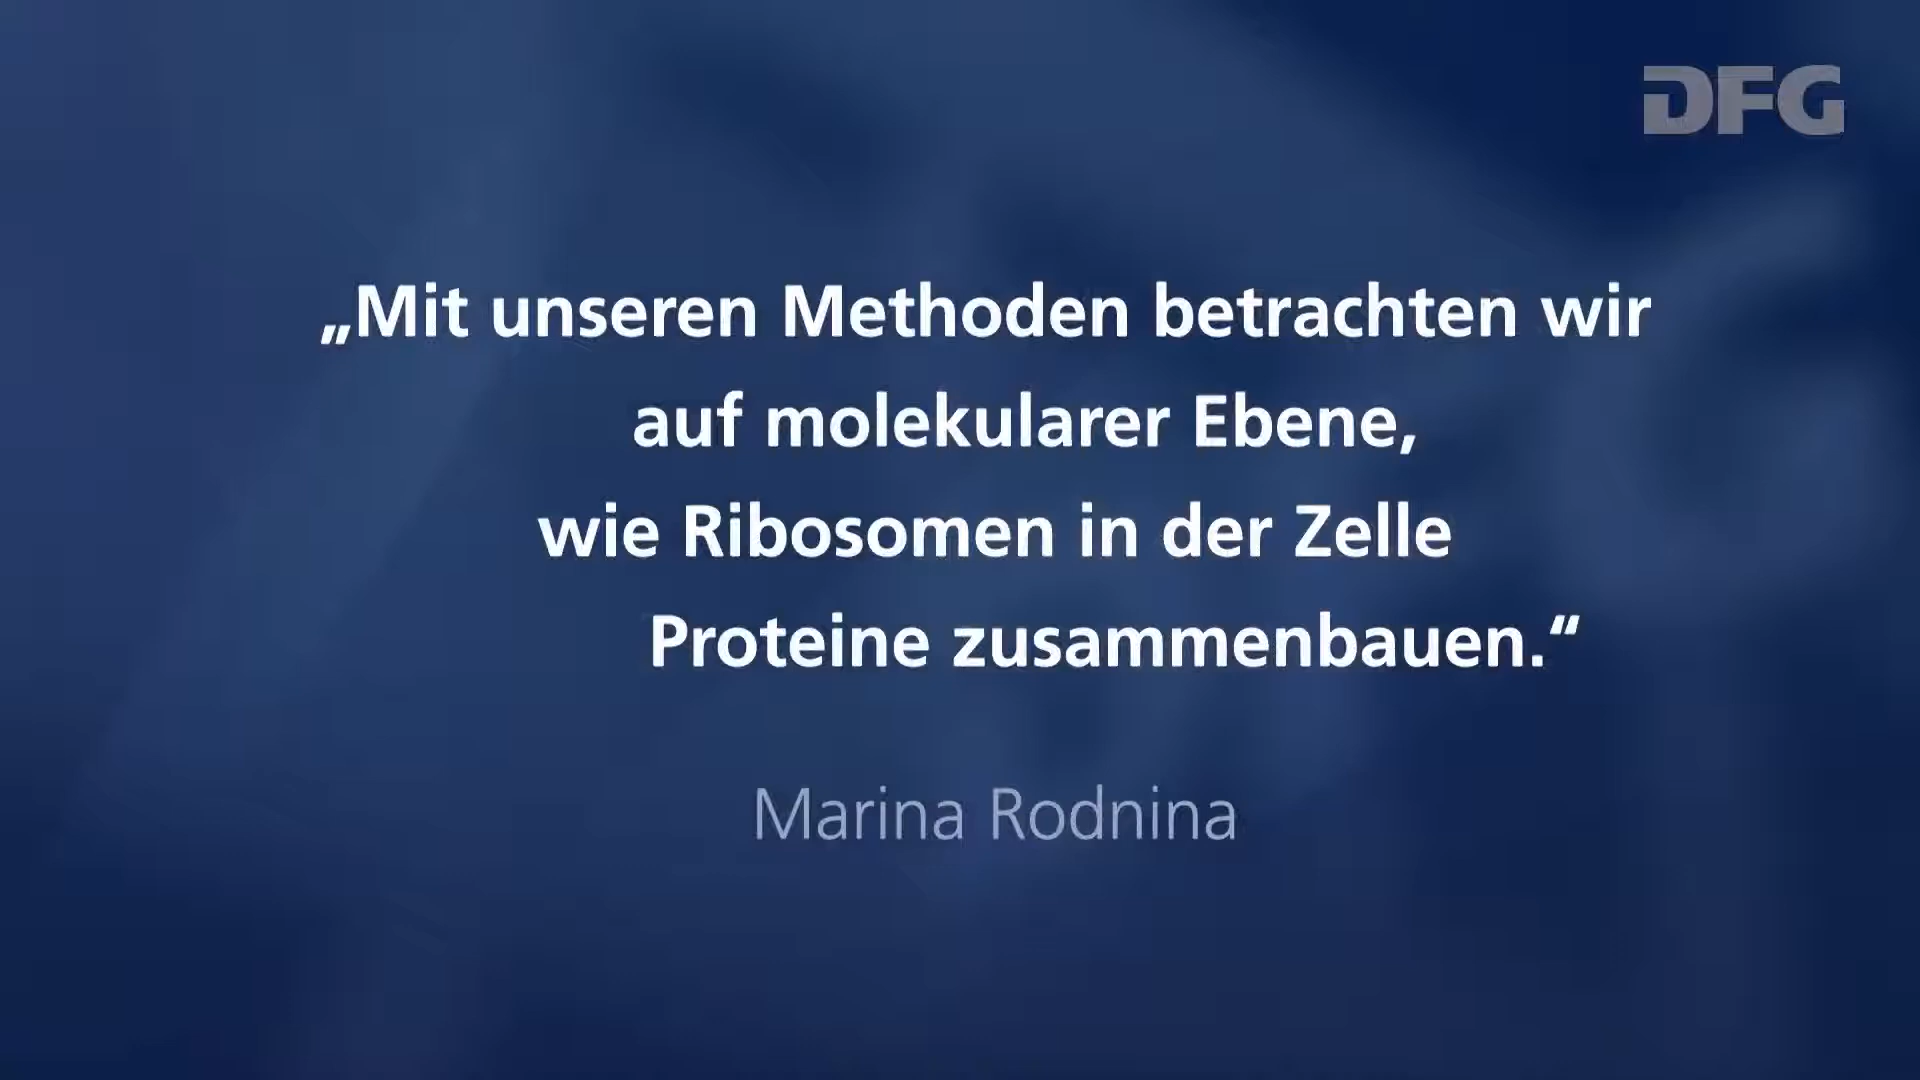 DFG
„Mit unseren Methoden betrachten wir
auf molekularer Ebene,
wie Ribosomen in der Zelle
Proteine zusammenbauen.“
Marina Rodnina